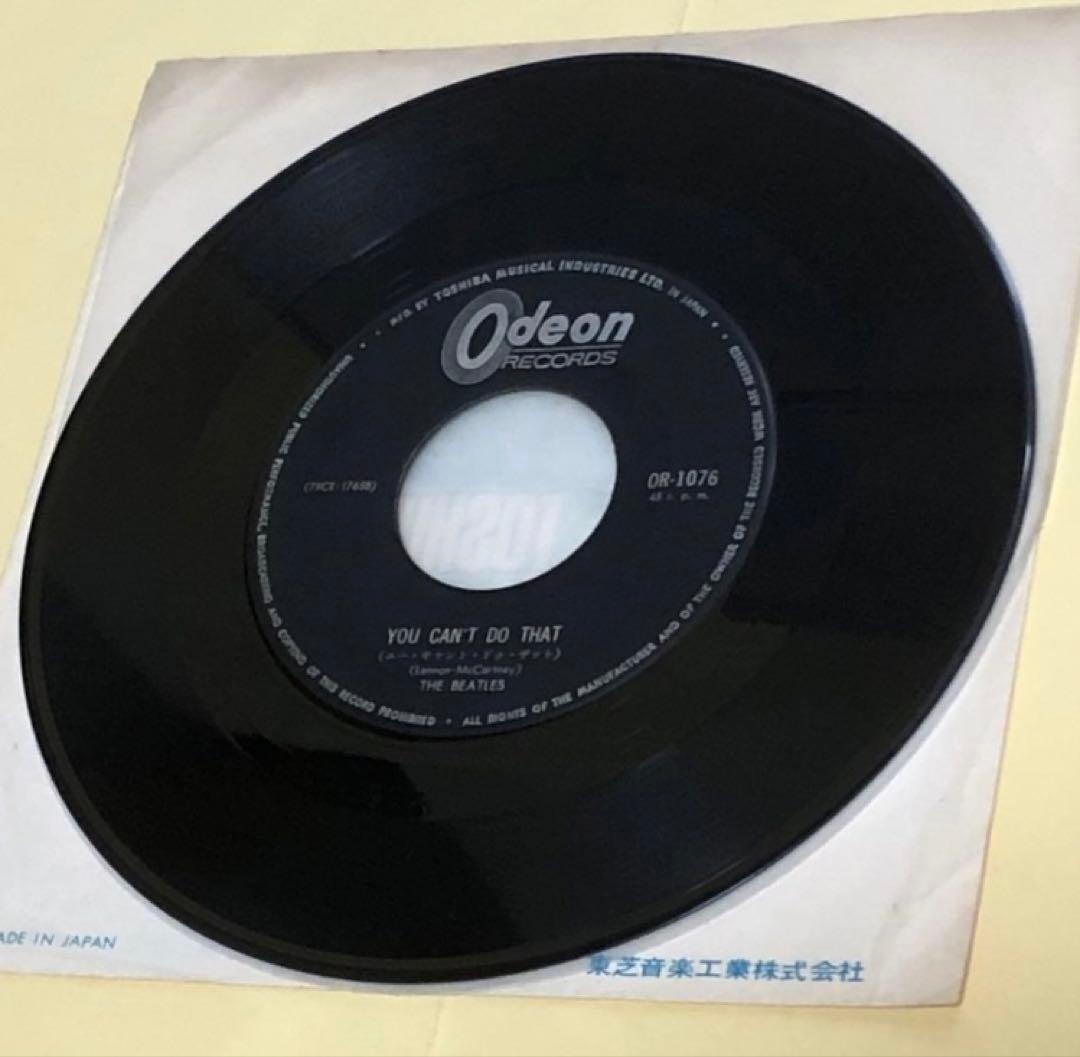 MFD. BY TOSHIBA MUSICAL INDUSTRIES LTD. IN JAPAN
Odeon
RECORDS
OR-1076
45 r. p. m.
YOU CAN'T DO THAT
(ユー・キャント・ドゥ・ザット)
(Lennon-McCartney)
THE BEATLES
UNAUTHORIZED PUBLIC PERFORMANCE, BROADCASTING AND COPYING OF THIS RECORD PROHIBITED • ALL RIGHTS OF THE MANUFACTURER AND OF THE OWNER OF THE RECORDED WORK ARE RESERVED
ADE IN JAPAN
東芝音楽工業株式会社